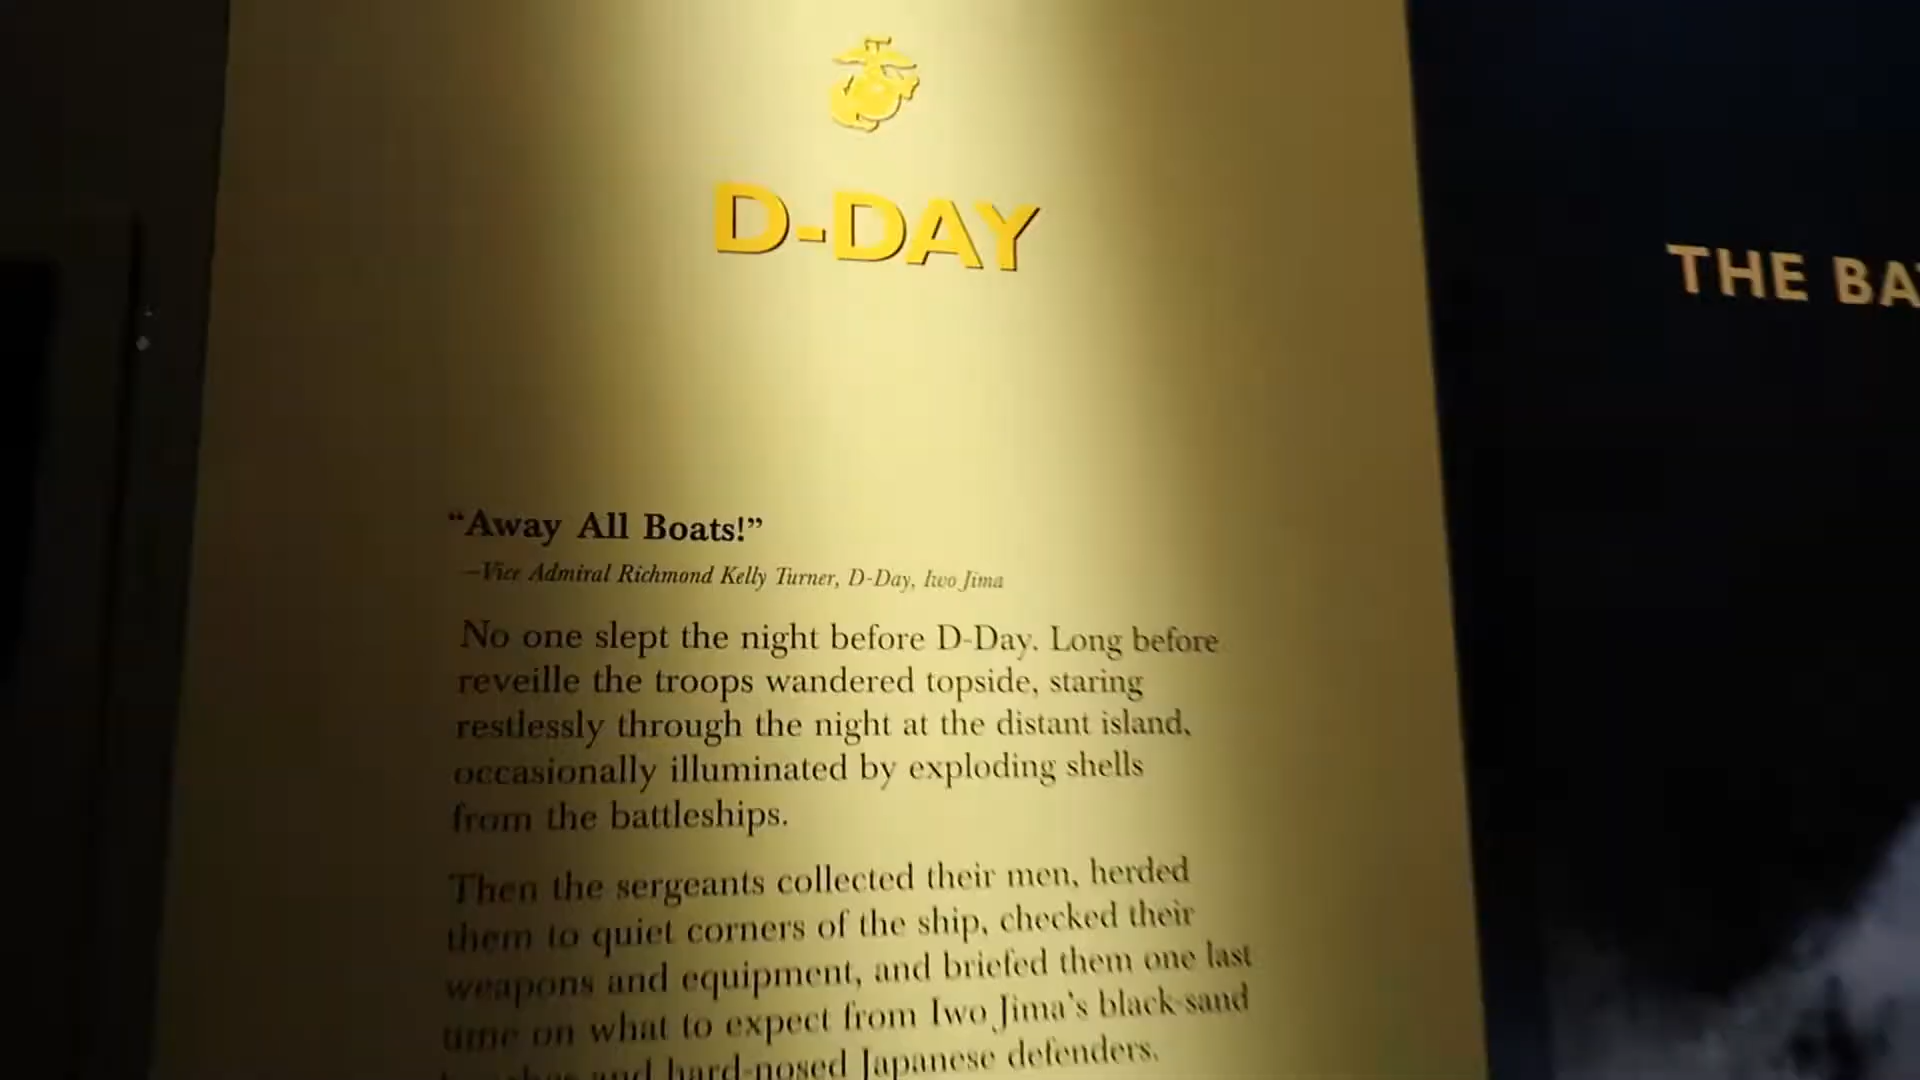 D-DAY
THE BA
“Away All Boats!”
—Vice Admiral Richmond Kelly Turner, D-Day, Iwo Jima
No one slept the night before D-Day. Long before
reveille the troops wandered topside, staring
restlessly through the night at the distant island,
occasionally illuminated by exploding shells
from the battleships.
Then the sergeants collected their men, herded
them to quiet corners of the ship, checked their
weapons and equipment, and briefed them one last
time on what to expect from Iwo Jima’s black-sand
and hard-nosed Japanese defenders.